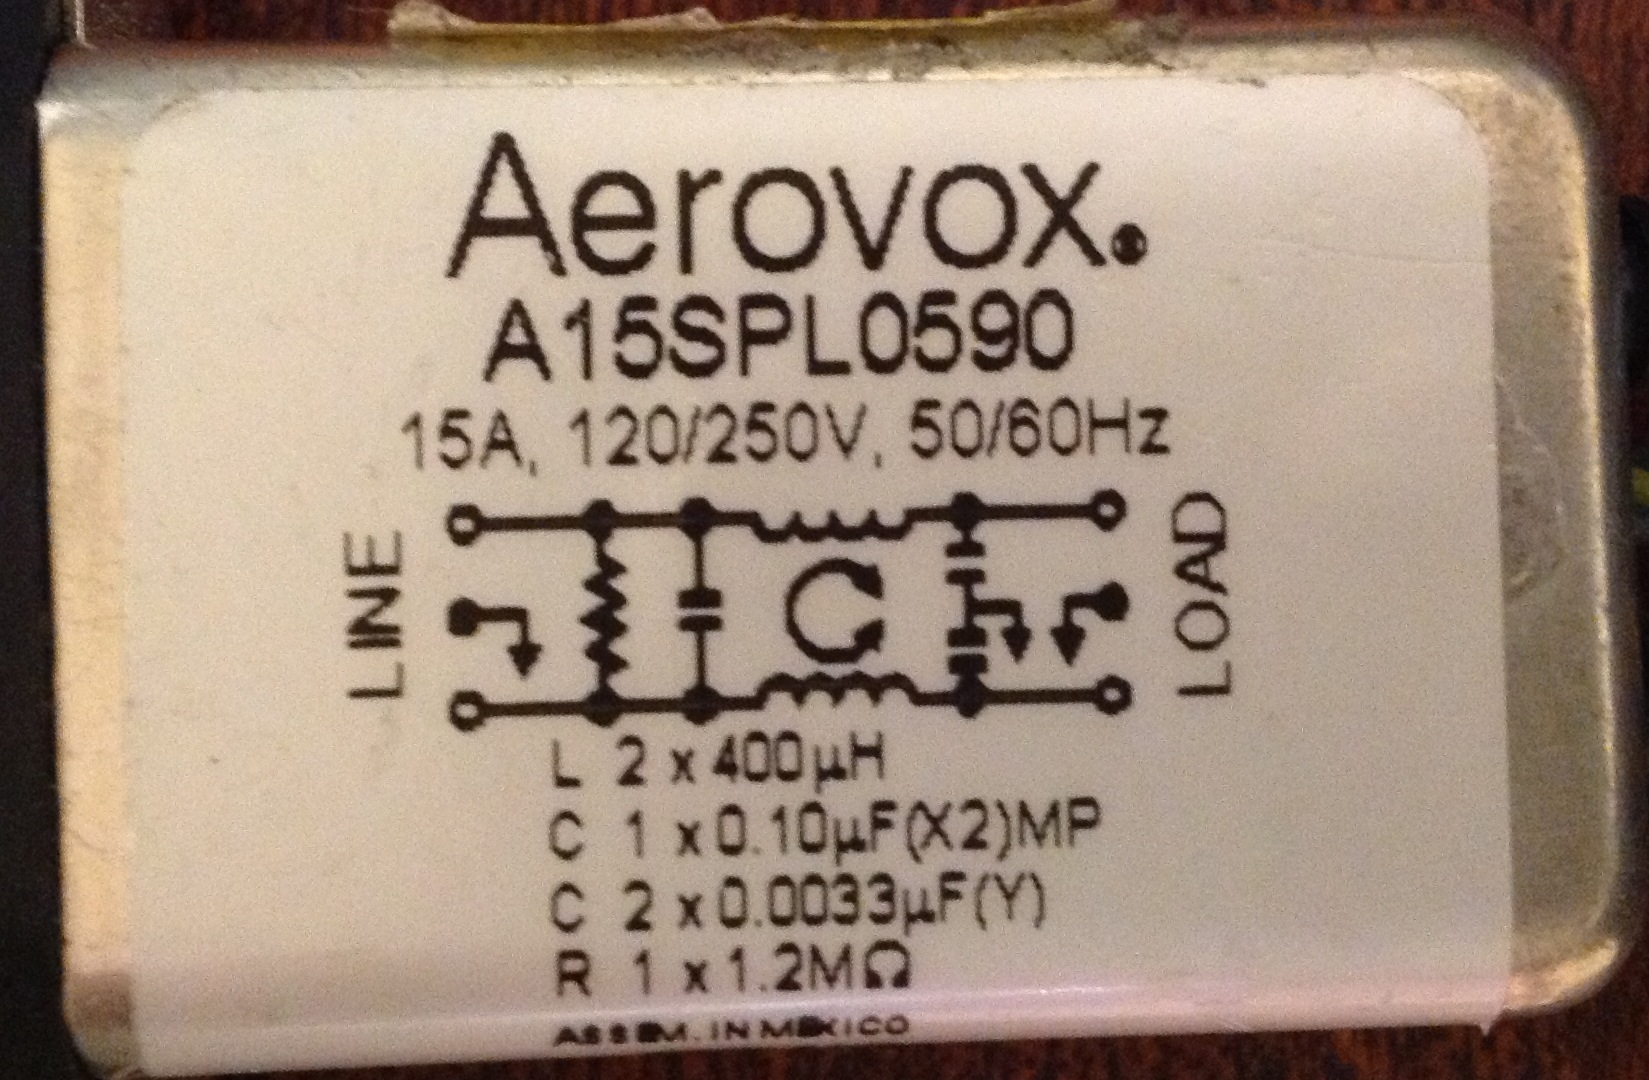 Aerovox.
A15SPL0590
15A, 120/250V, 50/60Hz
LINE
LOAD
L 2 x 400µH
C 1 x 0.10µF(X2)MP
C 2 x 0.0033µF(Y)
R 1 x 1.2MΩ
ASSEM. IN MEXICO